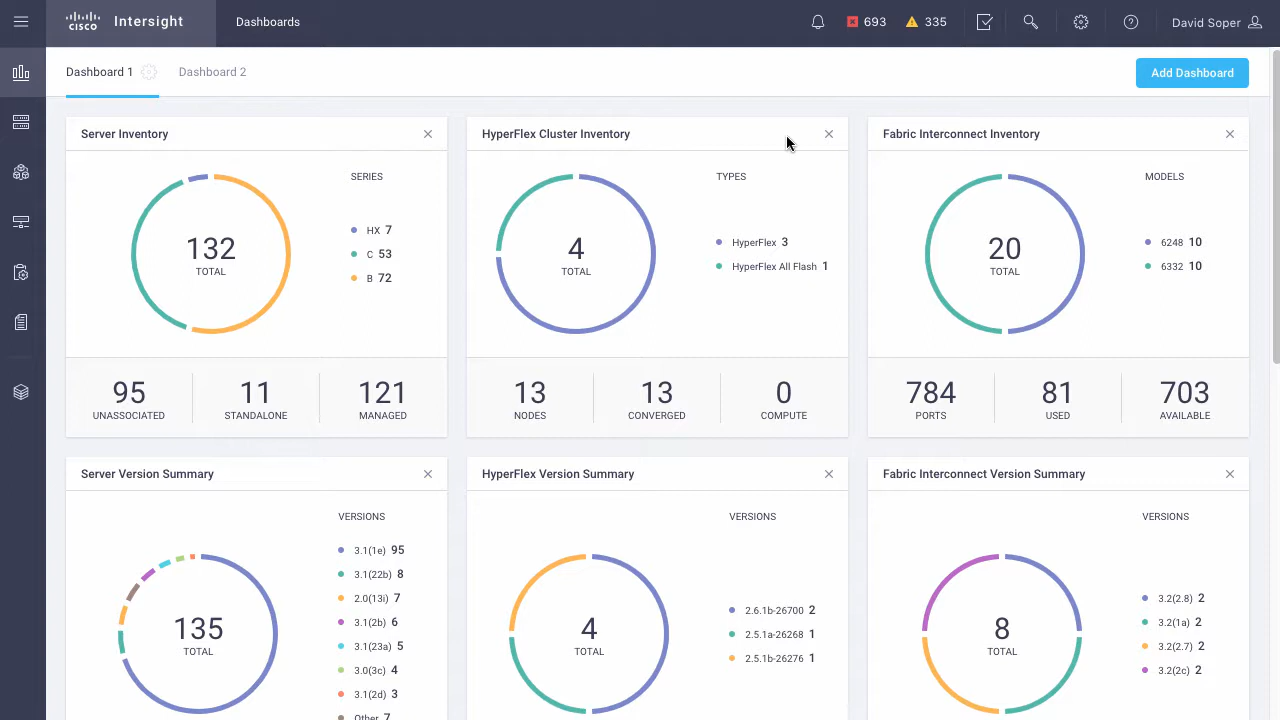 CISCO Intersight
Dashboards
693
335
David Soper
Dashboard 1
Dashboard 2
Add Dashboard
Server Inventory
132
TOTAL
SERIES
HX 7
C 53
B 72
95
UNASSOCIATED
11
STANDALONE
121
MANAGED
HyperFlex Cluster Inventory
4
TOTAL
TYPES
HyperFlex 3
HyperFlex All Flash 1
13
NODES
13
CONVERGED
0
COMPUTE
Fabric Interconnect Inventory
20
TOTAL
MODELS
6248 10
6332 10
784
PORTS
81
USED
703
AVAILABLE
Server Version Summary
135
TOTAL
VERSIONS
3.1(1e) 95
3.1(22b) 8
2.0(13i) 7
3.1(2b) 6
3.1(23a) 5
3.0(3c) 4
3.1(2d) 3
Other 7
HyperFlex Version Summary
4
TOTAL
VERSIONS
2.6.1b-26700 2
2.5.1a-26268 1
2.5.1b-26276 1
Fabric Interconnect Version Summary
8
TOTAL
VERSIONS
3.2(2.8) 2
3.2(1a) 2
3.2(2.7) 2
3.2(2c) 2